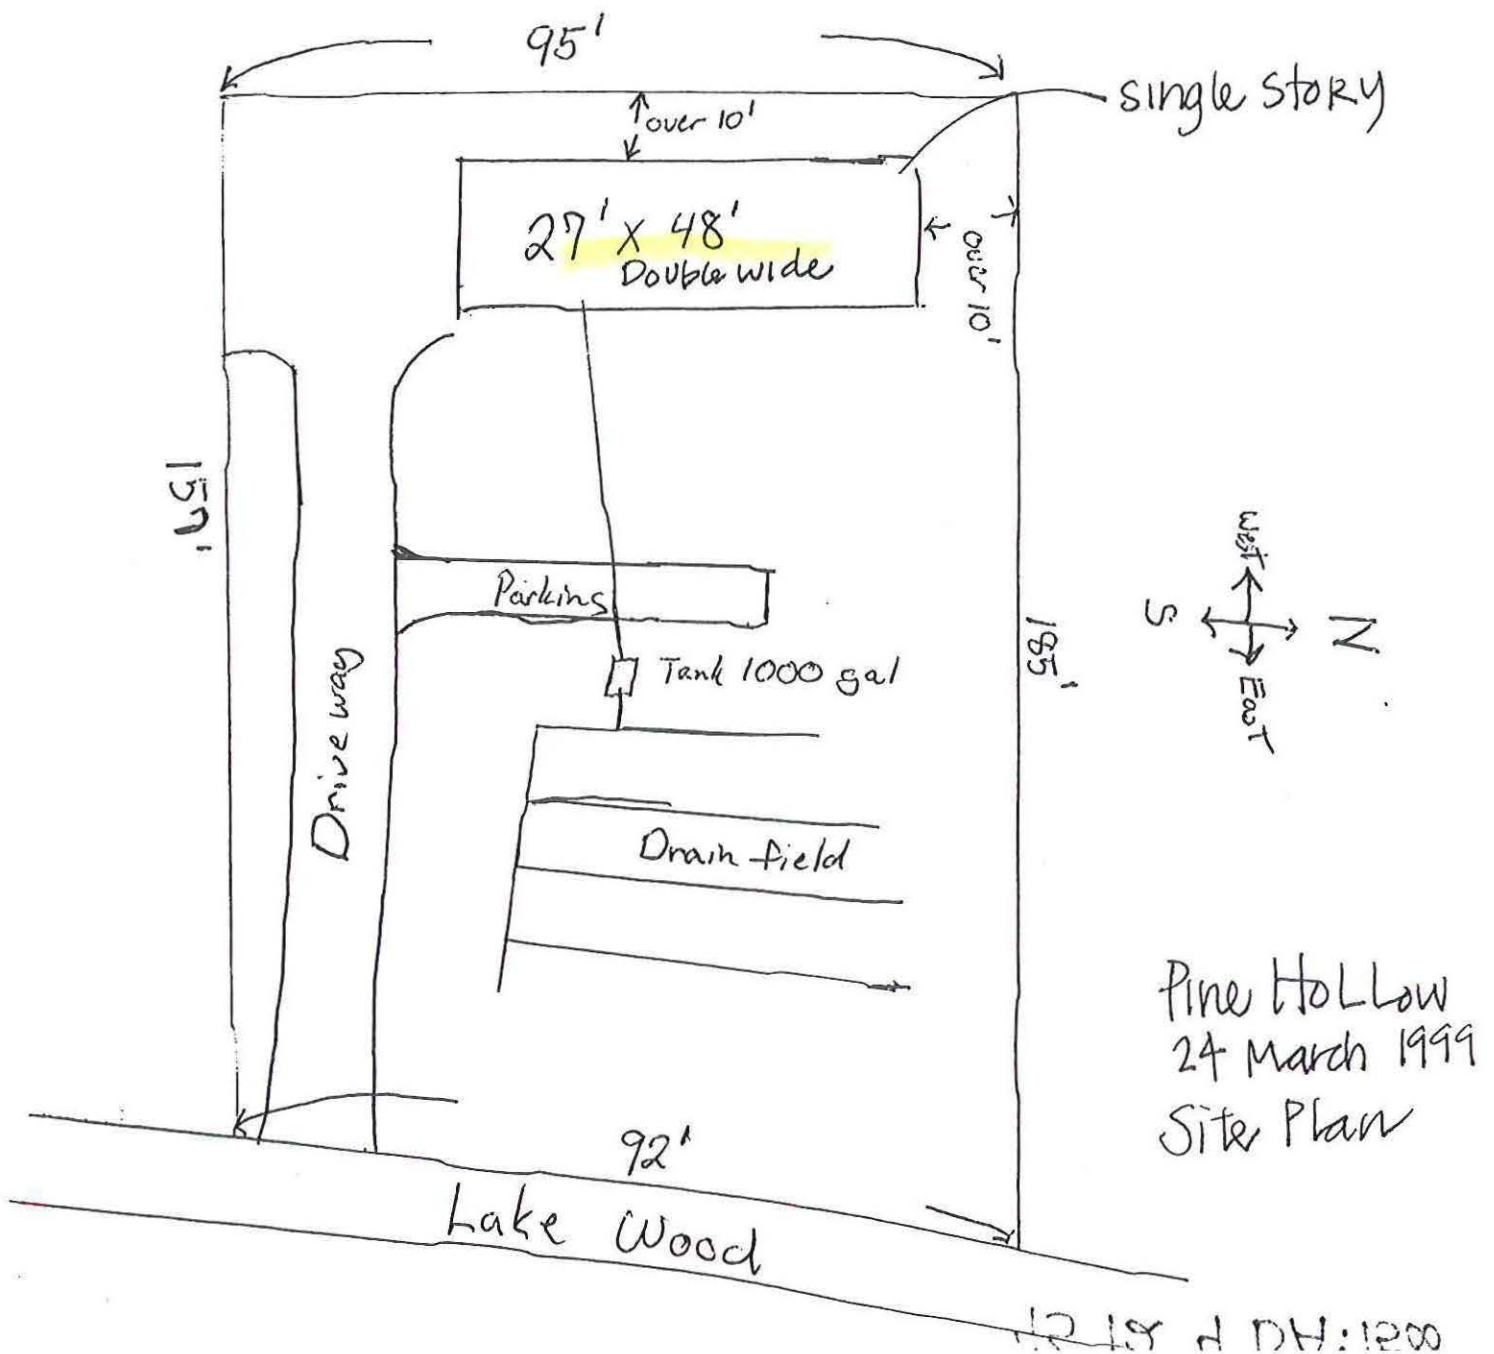 95'
single story
over 10'
27' x 48'
Double wide
over 10'
West
S
N
East
185'
Parking
Tank 1000 gal
Driveway
Drain field
Pine Hollow
24 March 1999
Site Plan
92'
Lake Wood